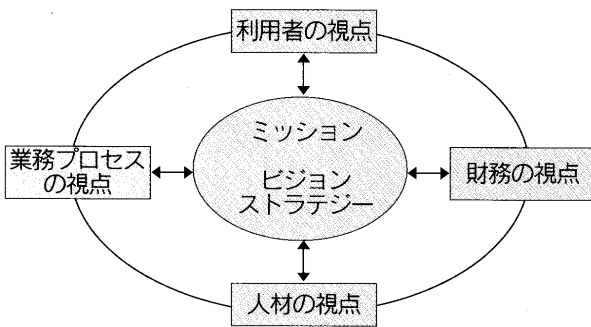 利用者の視点
ミッション
ビジョン
ストラテジー
業務プロセス
の視点
財務の視点
人材の視点